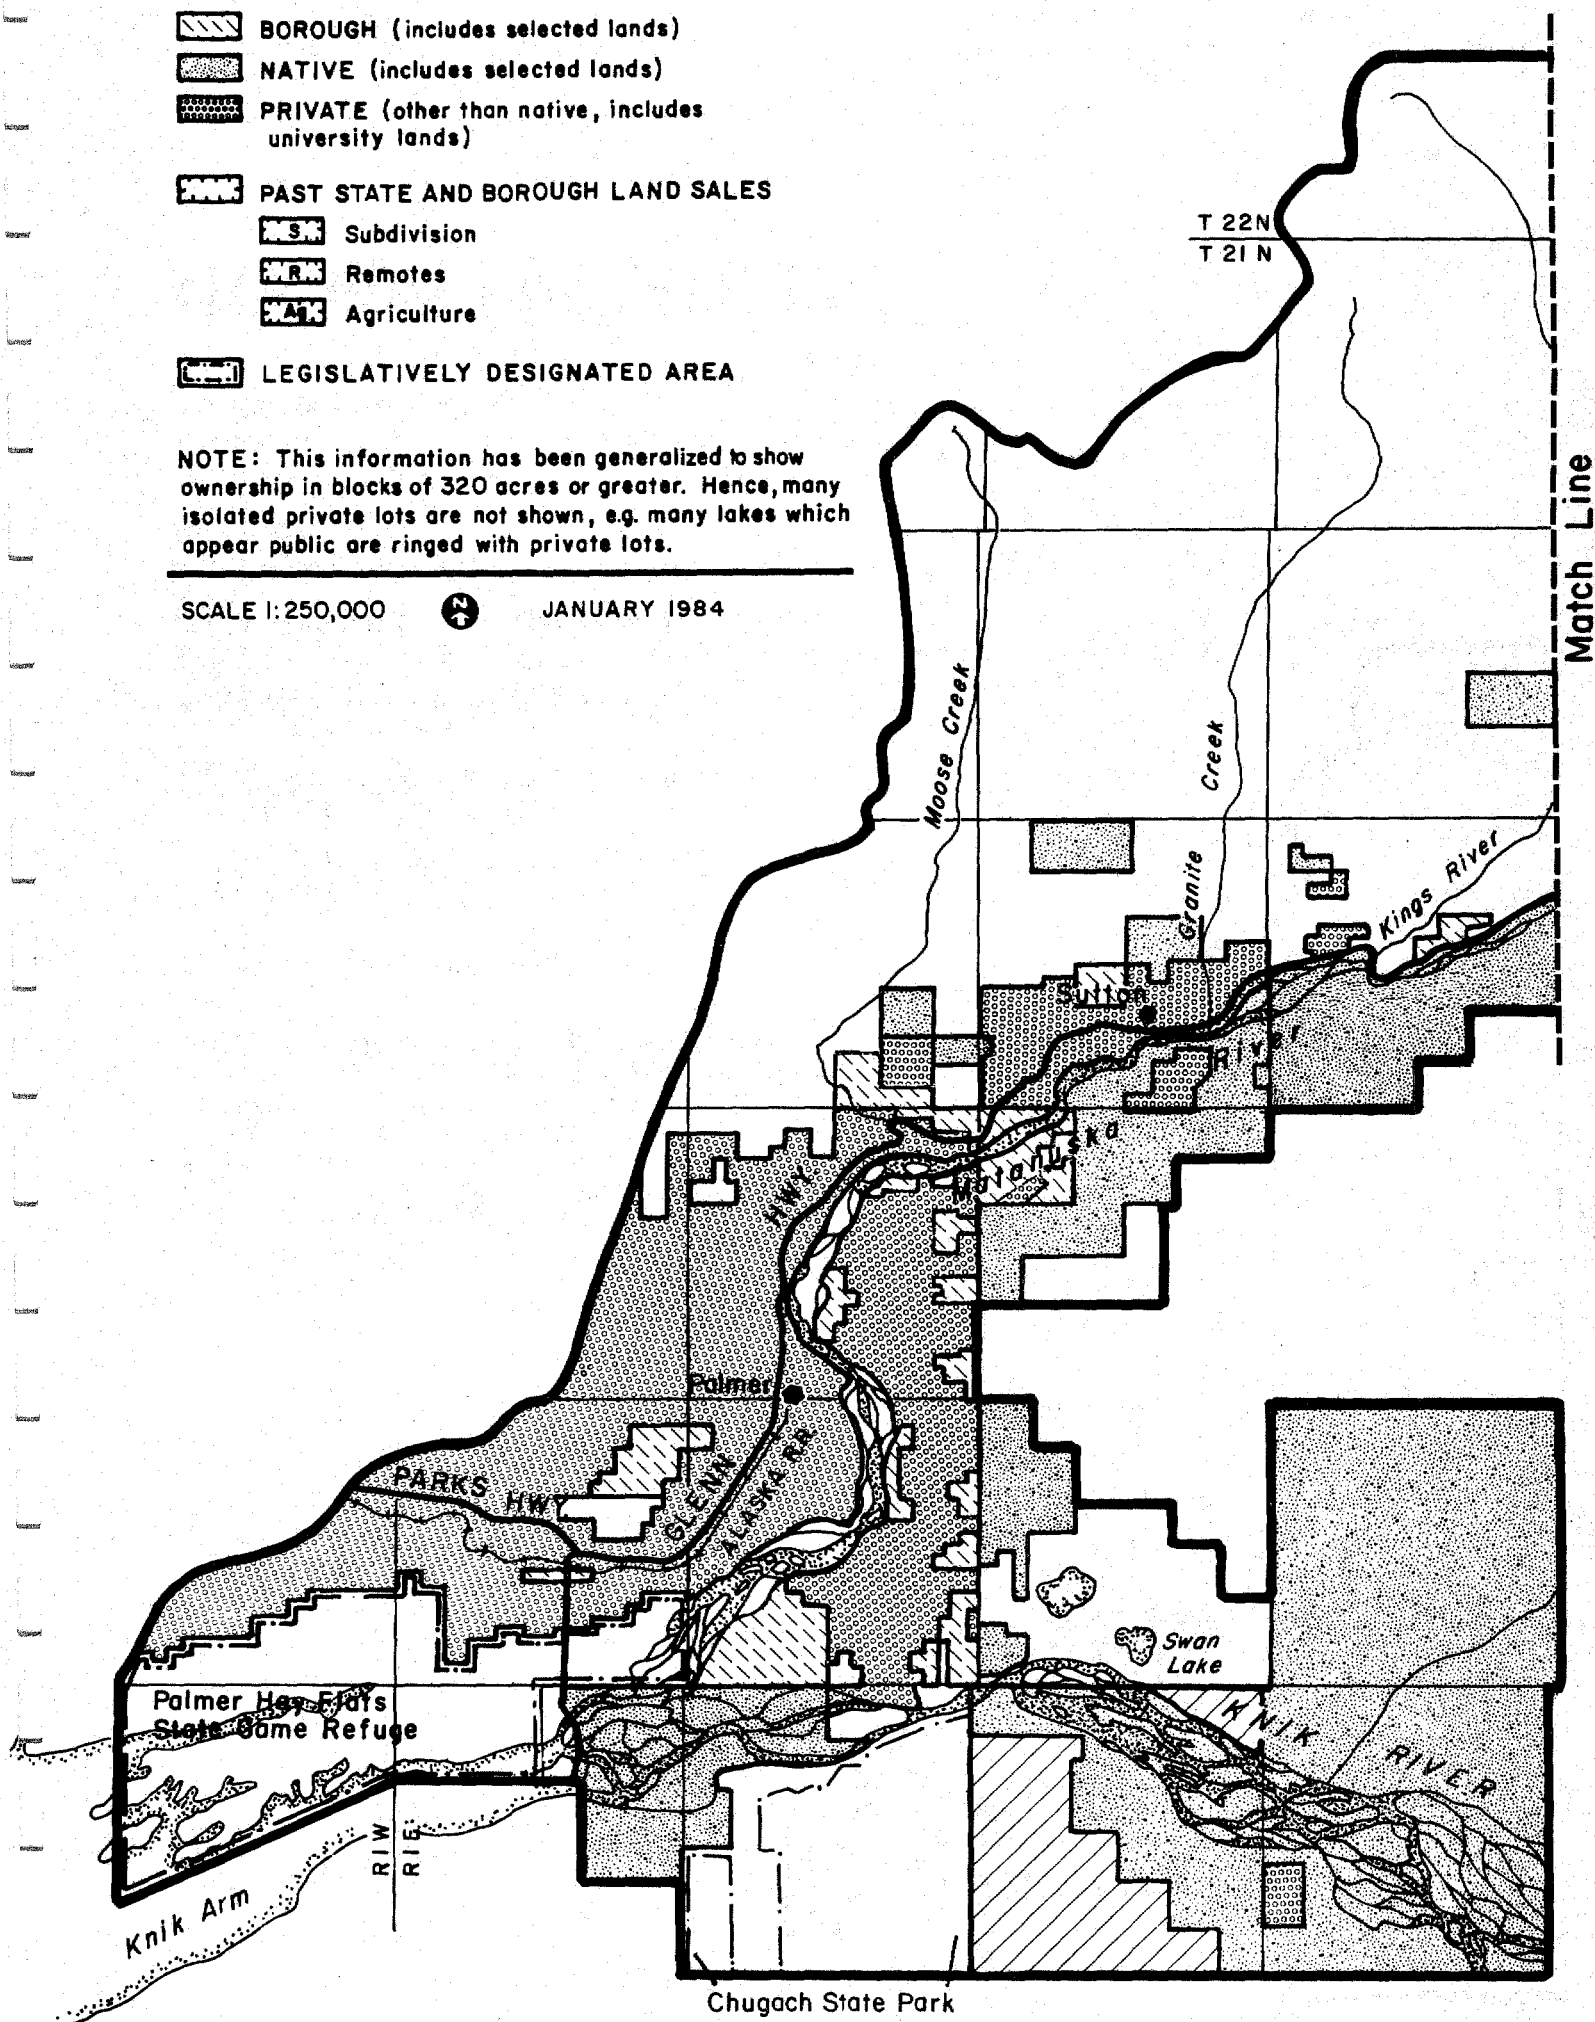 BOROUGH (includes selected lands)
NATIVE (includes selected lands)
PRIVATE (other than native, includes
university lands)
PAST STATE AND BOROUGH LAND SALES
S Subdivision
R Remotes
Ag Agriculture
LEGISLATIVELY DESIGNATED AREA
NOTE: This information has been generalized to show
ownership in blocks of 320 acres or greater. Hence, many
isolated private lots are not shown, e.g. many lakes which
appear public are ringed with private lots.
SCALE 1:250,000 N JANUARY 1984
T 22N
T 21 N
Match Line
Moose Creek
Granite Creek
Kings River
Sutton
Matanuska River
HWY.
Palmer
PARKS HWY
GLENN
ALASKA R.R.
Swan
Lake
Palmer Hay Flats
State Game Refuge
KNIK RIVER
R1W
R1E
Knik Arm
Chugach State Park